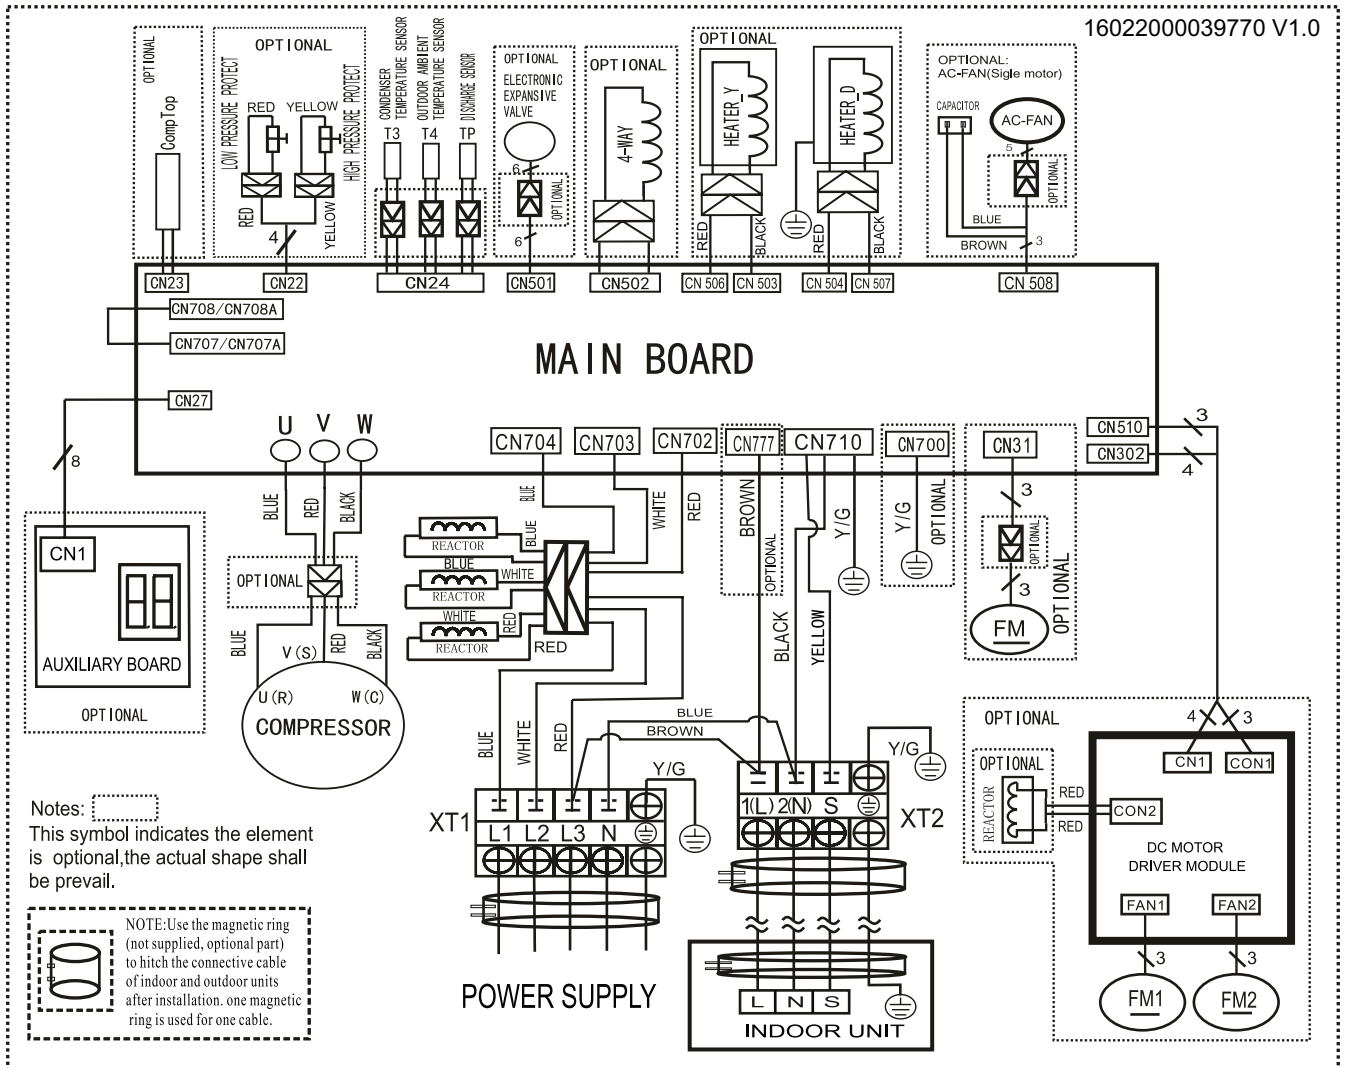 16022000039770 V1.0
OPTIONAL
CompTop
CN23
OPTIONAL
LOW PRESSURE PROTECT
RED
YELLOW
HIGH PRESSURE PROTECT
RED
4
YELLOW
CN22
CONDENSER
TEMPERATURE SENSOR
T3
OUTDOOR AMBIENT
TEMPERATURE SENSOR
T4
DISCHARGE SENSOR
TP
CN24
OPTIONAL
ELECTRONIC
EXPANSIVE
VALVE
6
OPTIONAL
6
CN501
OPTIONAL
4-WAY
CN502
OPTIONAL
HEATER_Y
RED
BLACK
CN 506
CN 503
HEATER_D
RED
BLACK
CN 504
CN 507
OPTIONAL:
AC-FAN(Sigle motor)
CAPACITOR
AC-FAN
5
OPTIONAL
BLUE
BROWN
3
CN 508
CN708/CN708A
CN707/CN707A
MAIN BOARD
CN27
8
U
V
W
CN704
CN703
CN702
CN777
CN710
CN700
CN31
CN510
3
CN302
4
BLUE
RED
BLACK
OPTIONAL
BLUE
V(S)
RED
BLACK
U(R)
W(C)
COMPRESSOR
CN1
AUXILIARY BOARD
OPTIONAL
BLUE
WHITE
RED
REACTOR
BLUE
BLUE
WHITE
REACTOR
WHITE
RED
REACTOR
RED
BROWN
OPTIONAL
BLACK
YELLOW
Y/G
Y/G
OPTIONAL
3
OPTIONAL
3
FM
OPTIONAL
BLUE
WHITE
RED
BLUE
BROWN
Y/G
XT1
L1
L2
L3
N
POWER SUPPLY
Y/G
1(L)
2(N)
S
XT2
L
N
S
INDOOR UNIT
OPTIONAL
4
3
CN1
CON1
OPTIONAL
REACTOR
RED
RED
CON2
DC MOTOR
DRIVER MODULE
FAN1
FAN2
3
3
FM1
FM2
Notes:
This symbol indicates the element
is optional,the actual shape shall
be prevail.
NOTE:Use the magnetic ring
(not supplied, optional part)
to hitch the connective cable
of indoor and outdoor units
after installation. one magnetic
ring is used for one cable.